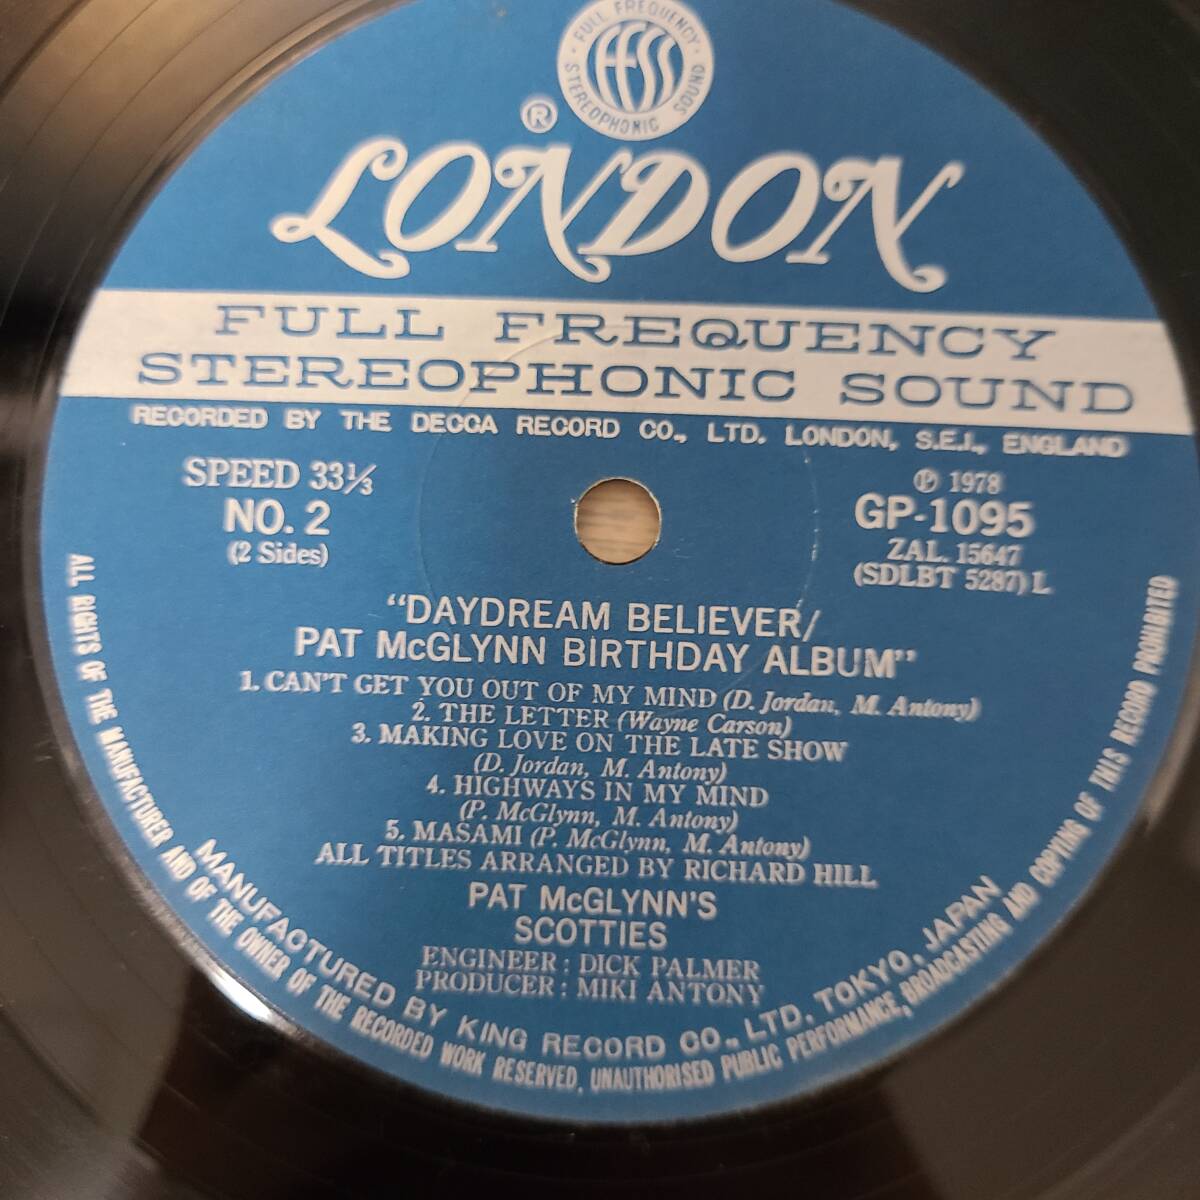 FULL FREQUENCY
FFSS
STEREOPHONIC SOUND
®
LONDON
FULL FREQUENCY
STEREOPHONIC SOUND
RECORDED BY THE DECCA RECORD CO., LTD. LONDON, S.E.I., ENGLAND
SPEED 33⅓
NO. 2
(2 Sides)
℗ 1978
GP-1095
ZAL. 15647
(SDLBT 5287) L
"DAYDREAM BELIEVER/
PAT McGLYNN BIRTHDAY ALBUM"
1. CAN'T GET YOU OUT OF MY MIND (D. Jordan, M. Antony)
2. THE LETTER (Wayne Carson)
3. MAKING LOVE ON THE LATE SHOW
(D. Jordan, M. Antony)
4. HIGHWAYS IN MY MIND
(P. McGlynn, M. Antony)
5. MASAMI (P. McGlynn, M. Antony)
ALL TITLES ARRANGED BY RICHARD HILL
PAT McGLYNN'S
SCOTTIES
ENGINEER : DICK PALMER
PRODUCER : MIKI ANTONY
MANUFACTURED BY KING RECORD CO., LTD. TOKYO, JAPAN
ALL RIGHTS OF THE MANUFACTURER AND OF THE OWNER OF THE RECORDED WORK RESERVED, UNAUTHORISED PUBLIC PERFORMANCE, BROADCASTING AND COPYING OF THIS RECORD PROHIBITED